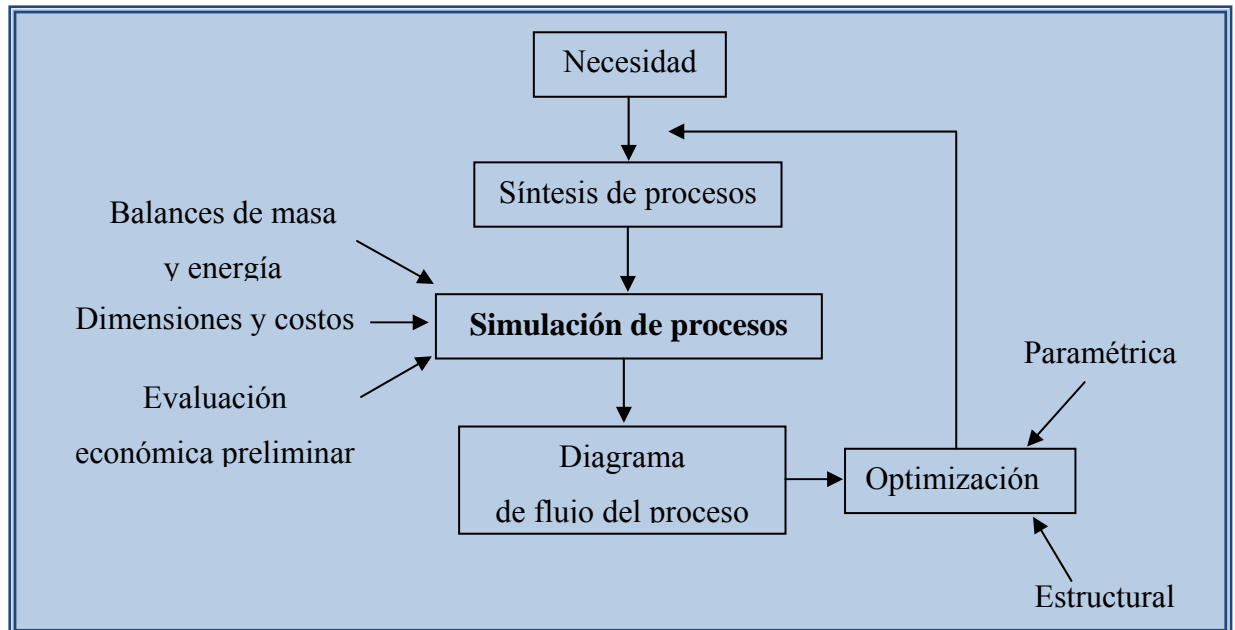 Necesidad
Síntesis de procesos
Balances de masa
y energía
Dimensiones y costos
Simulación de procesos
Evaluación
económica preliminar
Paramétrica
Diagrama
de flujo del proceso
Optimización
Estructural